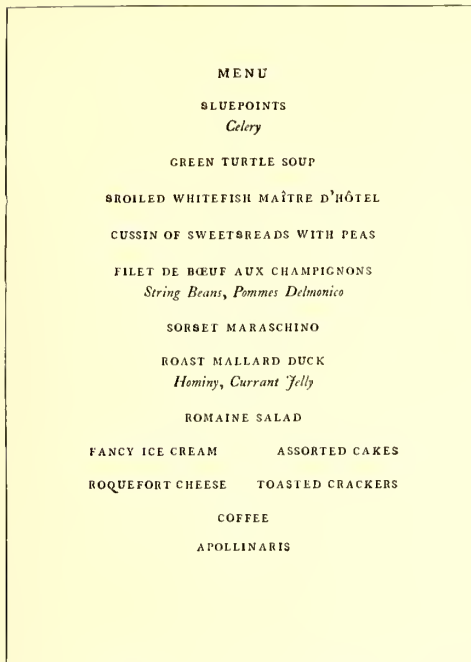 MENU
BLUEPOINTS
Celery
GREEN TURTLE SOUP
BROILED WHITEFISH MAÎTRE D'HÔTEL
CUSSIN OF SWEETBREADS WITH PEAS
FILET DE BŒUF AUX CHAMPIGNONS
String Beans, Pommes Delmonico
SORBET MARASCHINO
ROAST MALLARD DUCK
Hominy, Currant Jelly
ROMAINE SALAD
FANCY ICE CREAM ASSORTED CAKES
ROQUEFORT CHEESE TOASTED CRACKERS
COFFEE
APOLLINARIS